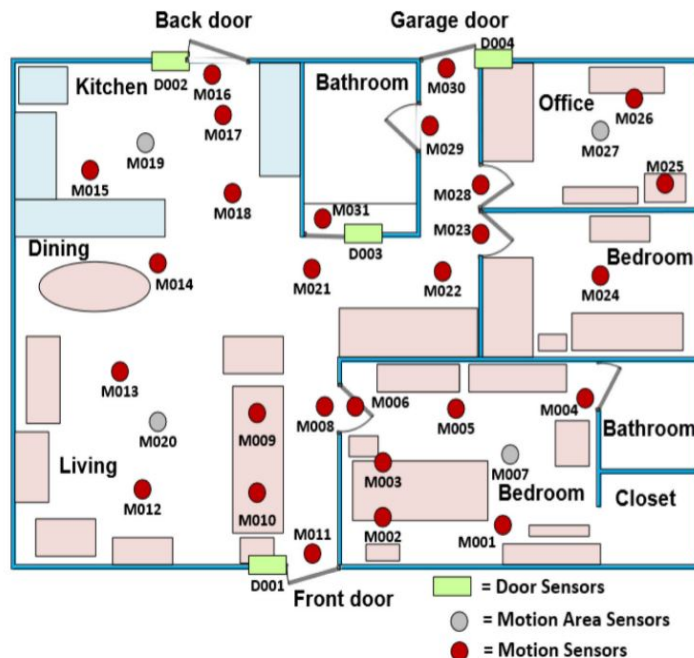 Back door
Garage door
D002
D004
Kitchen
M016
Bathroom
M030
Office
M026
M017
M029
M027
M019
M015
M018
M028
M025
M031
M023
Dining
M014
D003
Bedroom
M021
M022
M024
M013
M006
M004
M008
M005
M009
M020
Bathroom
Living
M003
M007
M012
M010
Bedroom
Closet
M002
M001
M011
D001
Front door
= Door Sensors
= Motion Area Sensors
= Motion Sensors